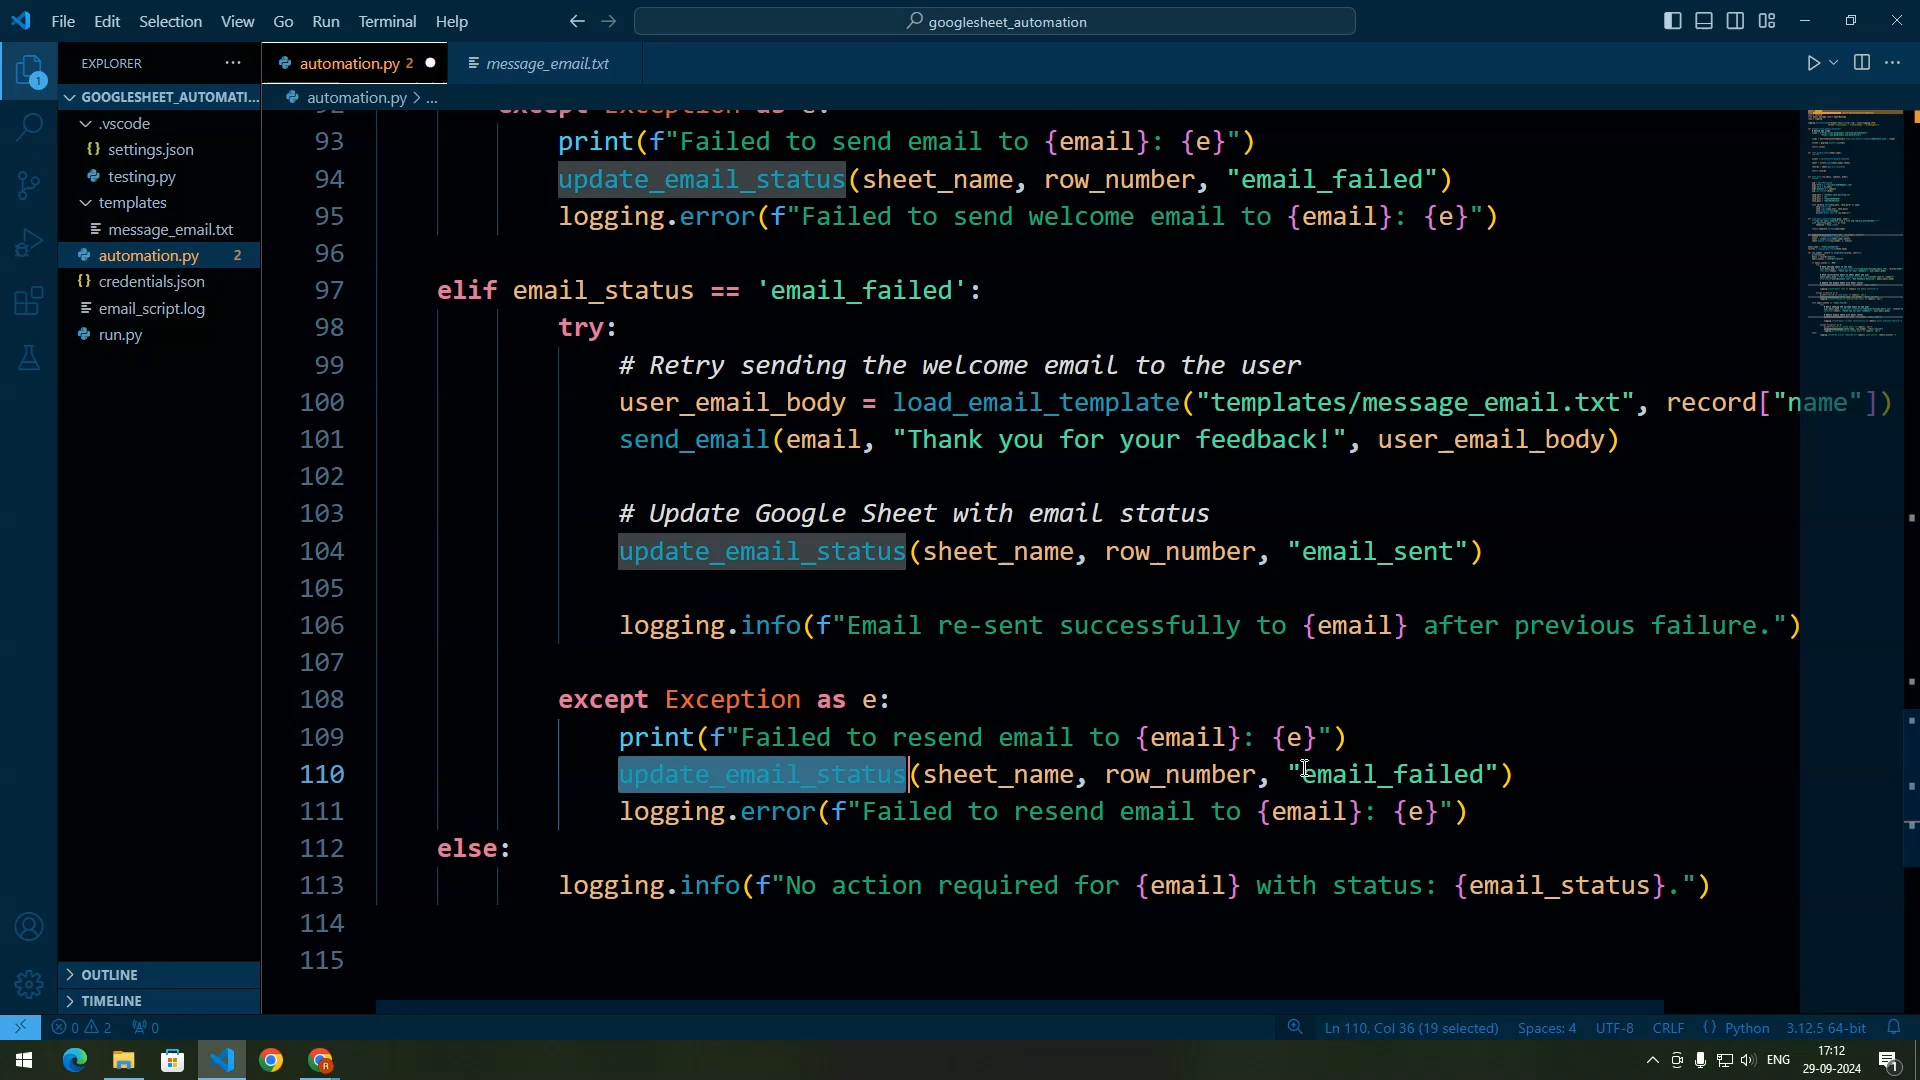 File Edit Selection View Go Run Terminal Help
googlesheet_automation
EXPLORER
automation.py 2
message_email.txt
GOOGLESHEET_AUTOMATI...
automation.py > ...
.vscode
settings.json
testing.py
templates
message_email.txt
automation.py 2
credentials.json
email_script.log
run.py
OUTLINE
TIMELINE
92 except Exception as e:
93 print(f"Failed to send email to {email}: {e}")
94 update_email_status(sheet_name, row_number, "email_failed")
95 logging.error(f"Failed to send welcome email to {email}: {e}")
96
97 elif email_status == 'email_failed':
98 try:
99 # Retry sending the welcome email to the user
100 user_email_body = load_email_template("templates/message_email.txt", record["name"])
101 send_email(email, "Thank you for your feedback!", user_email_body)
102
103 # Update Google Sheet with email status
104 update_email_status(sheet_name, row_number, "email_sent")
105
106 logging.info(f"Email re-sent successfully to {email} after previous failure.")
107
108 except Exception as e:
109 print(f"Failed to resend email to {email}: {e}")
110 update_email_status(sheet_name, row_number, "email_failed")
111 logging.error(f"Failed to resend email to {email}: {e}")
112 else:
113 logging.info(f"No action required for {email} with status: {email_status}.")
114
115
0 2 0
Ln 110, Col 36 (19 selected) Spaces: 4 UTF-8 CRLF Python 3.12.5 64-bit
ENG
17:12
29-09-2024